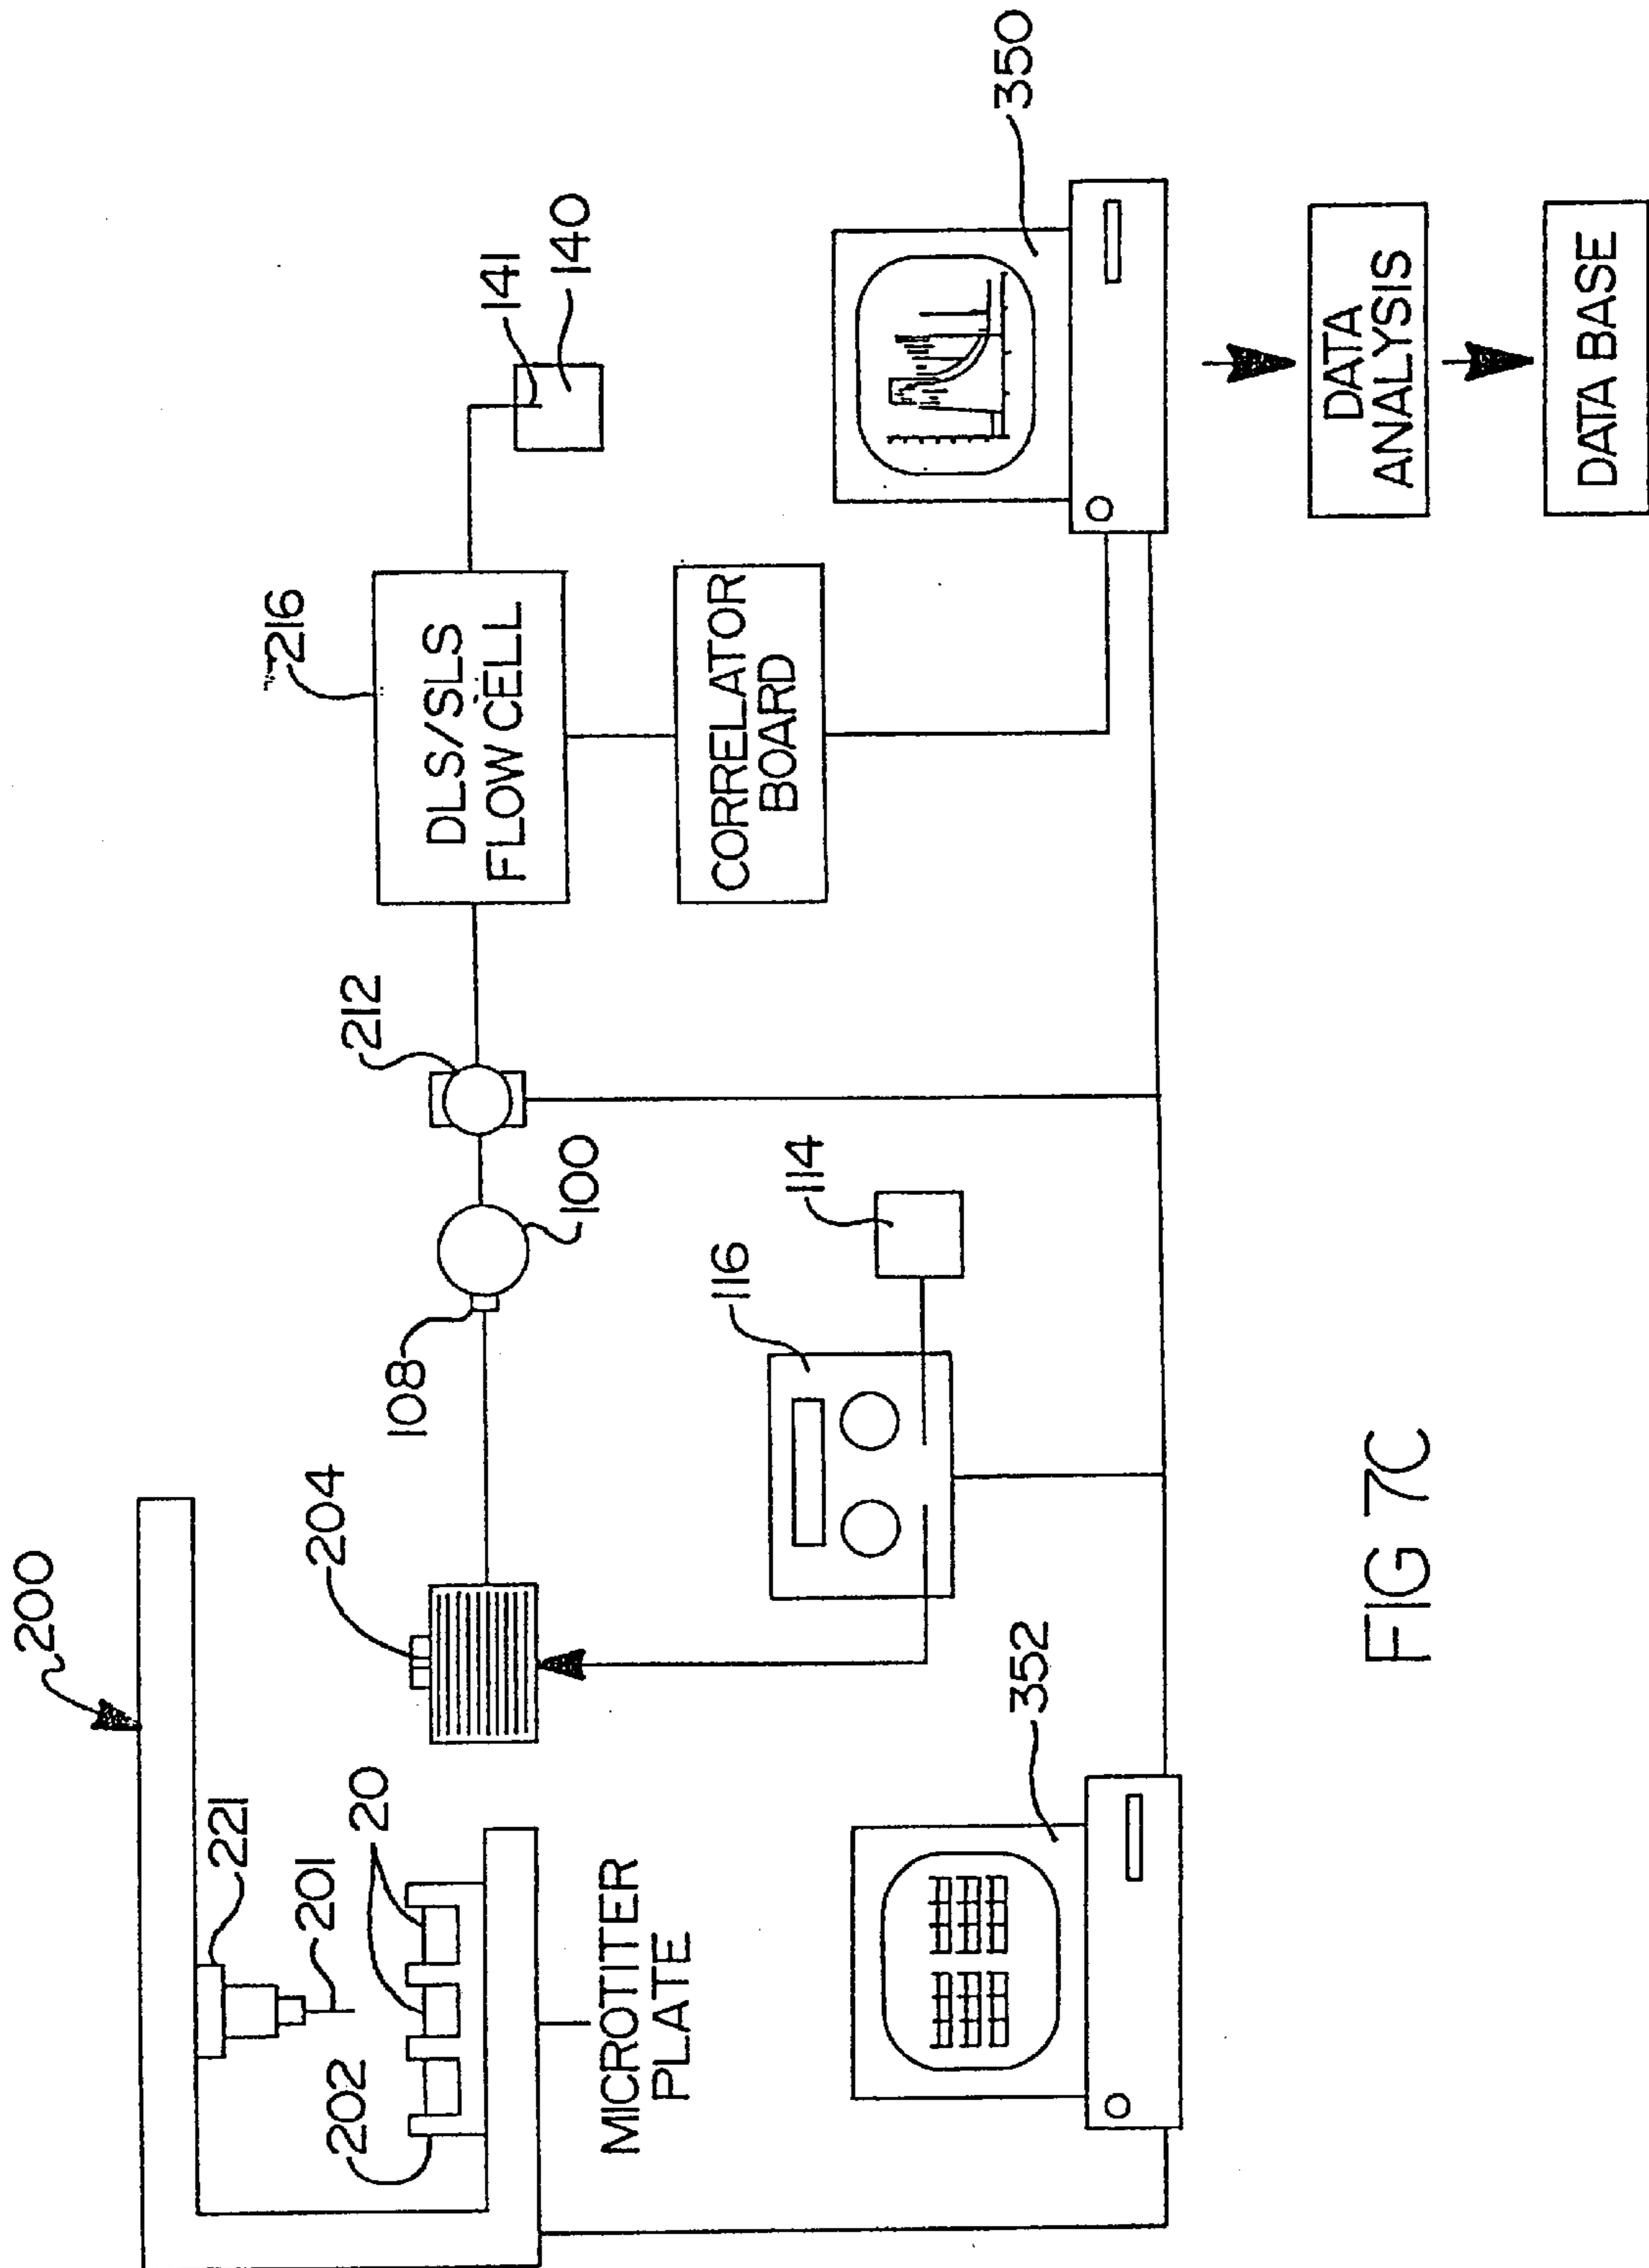 200
221
201
20
202
MICROTITER
PLATE
204
108
100
212
216
DLS/SLS
FLOW CELL
141
140
CORRELATOR
BOARD
116
114
352
350
DATA
ANALYSIS
DATA BASE
FIG 7C